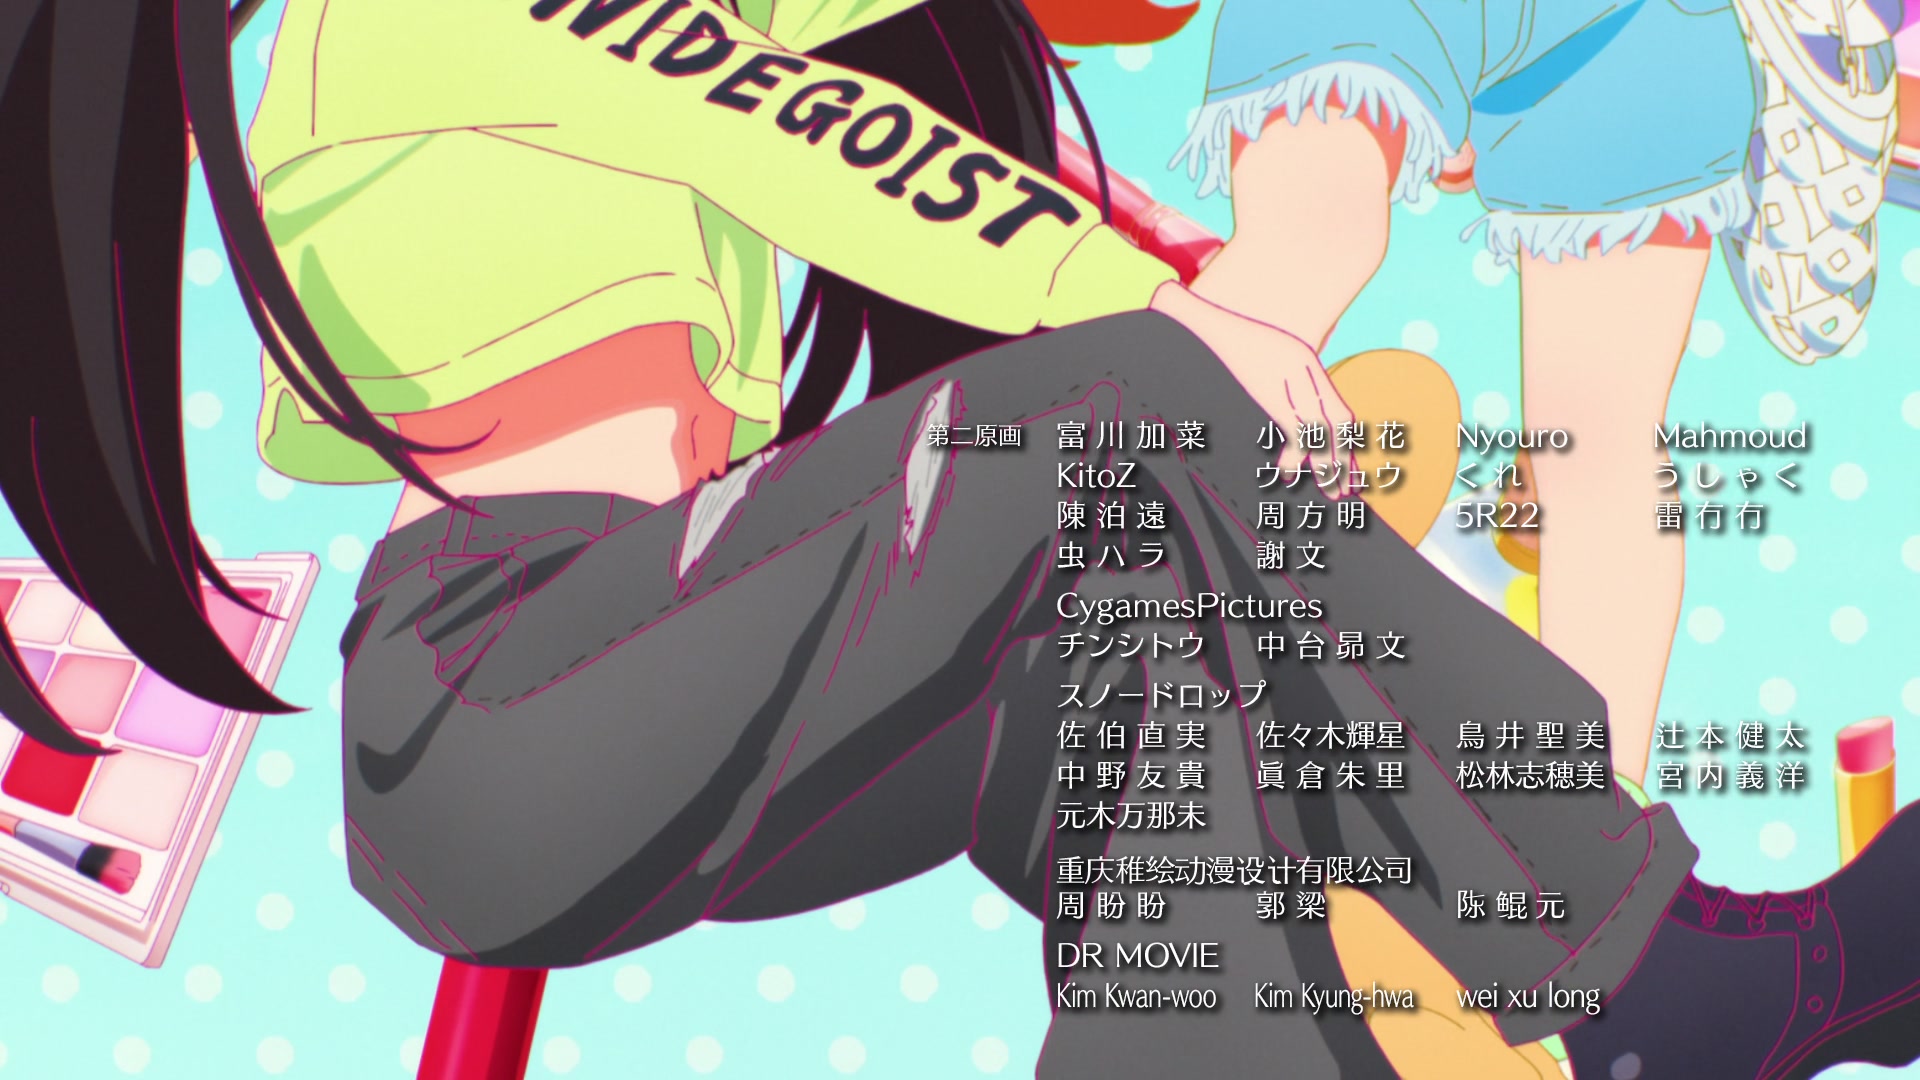 WIDEGOIST
第二原画 富川加菜 小池梨花 Nyouro Mahmoud
KitoZ ウナジュウ くれ うしゃく
陳泊遠 周方明 5R22 雷冇冇
虫ハラ 謝文
CygamesPictures
チンシトウ 中台昴文
スノードロップ
佐伯直実 佐々木輝星 鳥井聖美 辻本健太
中野友貴 眞倉朱里 松林志穂美 宮内義洋
元木万那未
重庆稚绘动漫设计有限公司
周盼盼 郭梁 陈鲲元
DR MOVIE
Kim Kwan-woo Kim Kyung-hwa wei xu long